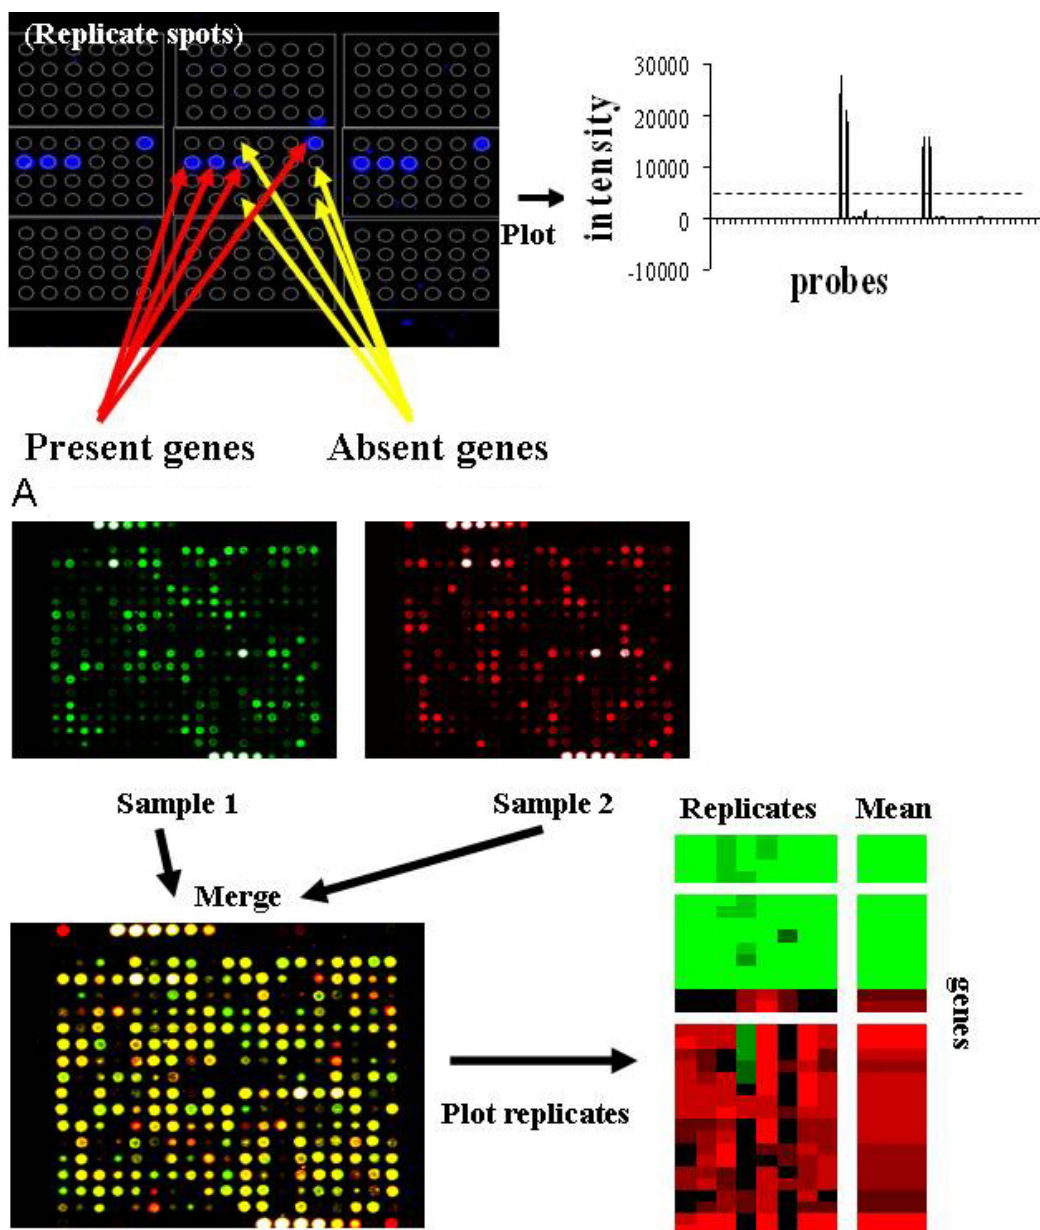 (Replicate spots)
30000
20000
10000
0
-10000
intensity
probes
Plot
Present genes
Absent genes
A
Sample 1
Sample 2
Merge
Replicates
Mean
genes
Plot replicates